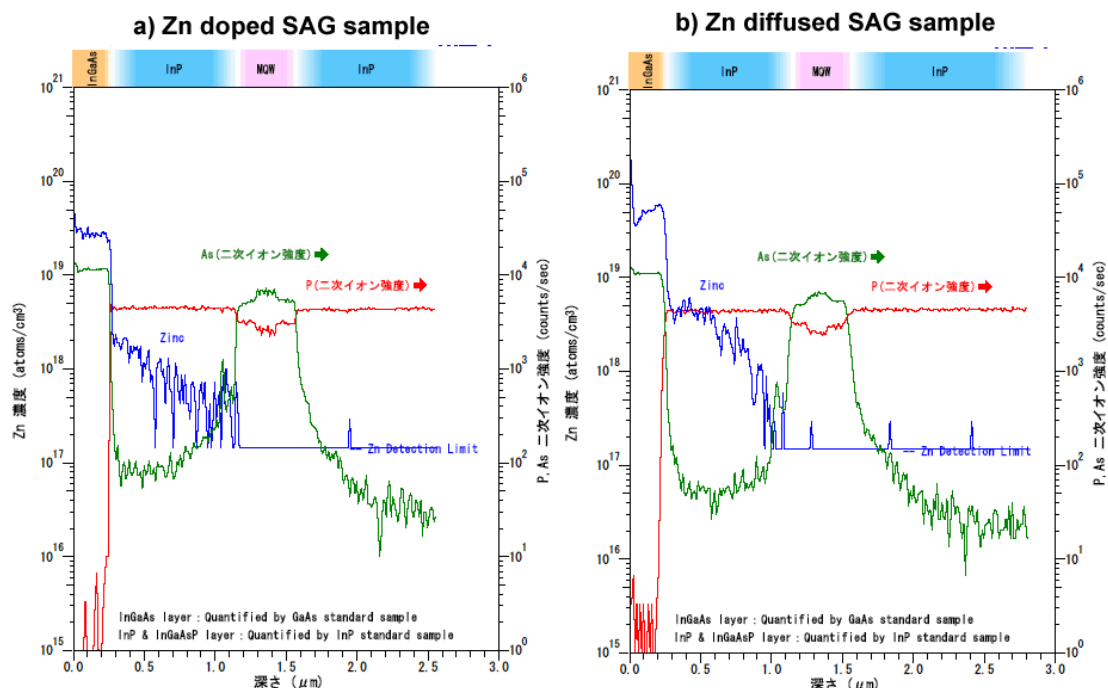 a) Zn doped SAG sample
InGaAs
InP
MQW
InP
10²¹
10²⁰
10¹⁹
10¹⁸
10¹⁷
10¹⁶
10¹⁵
Zn 濃度 (atoms/cm³)
As(二次イオン強度)
P(二次イオン強度)
Zinc
Zn Detection Limit
InGaAs layer : Quantified by GaAs standard sample
InP & InGaAsP layer : Quantified by InP standard sample
10⁶
10⁵
10⁴
10³
10²
10¹
10⁰
P,As 二次イオン強度 (counts/sec)
0.0 0.5 1.0 1.5 2.0 2.5 3.0
深さ (μm)
b) Zn diffused SAG sample
InGaAs
InP
MQW
InP
10²¹
10²⁰
10¹⁹
10¹⁸
10¹⁷
10¹⁶
10¹⁵
Zn 濃度 (atoms/cm³)
As(二次イオン強度)
P(二次イオン強度)
Zinc
Zn Detection Limit
InGaAs layer : Quantified by GaAs standard sample
InP & InGaAsP layer : Quantified by InP standard sample
10⁶
10⁵
10⁴
10³
10²
10¹
10⁰
P,As 二次イオン強度 (counts/sec)
0.0 0.5 1.0 1.5 2.0 2.5 3.0
深さ (μm)